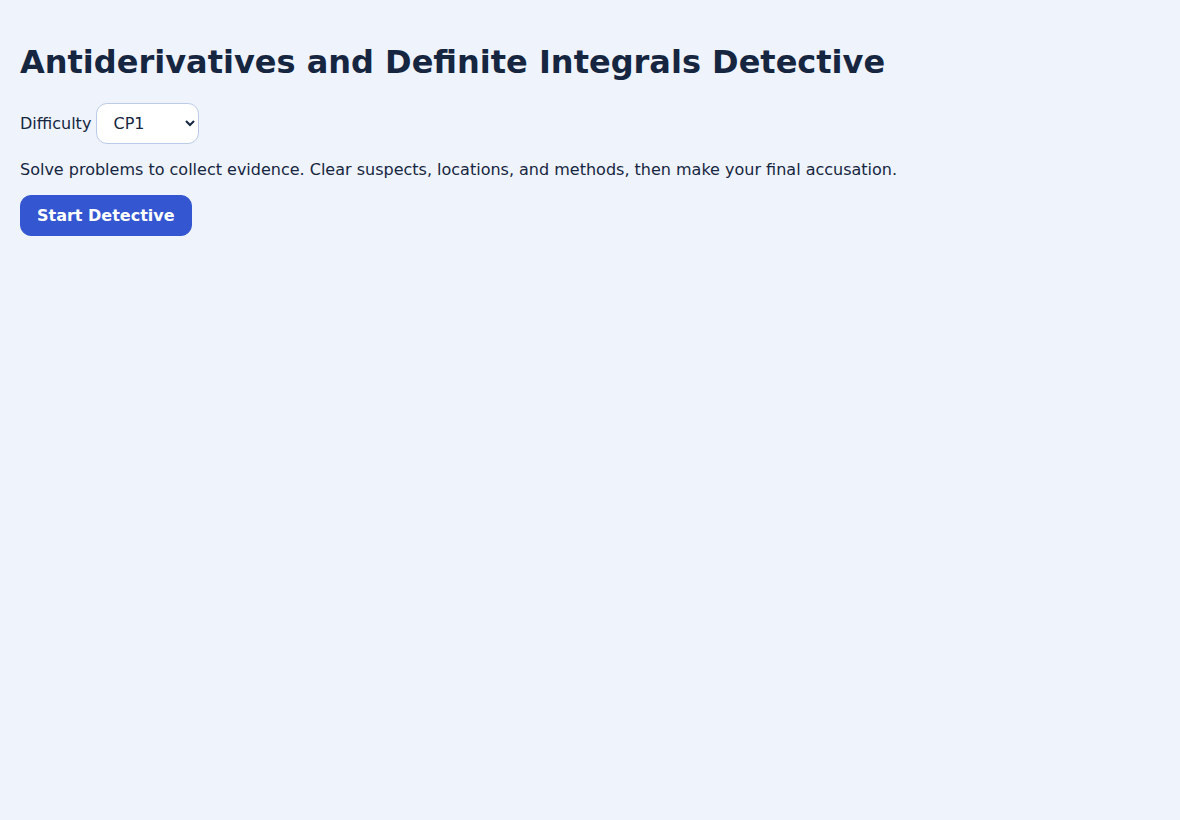 Antiderivatives and Definite Integrals Detective
Difficulty CP1
Solve problems to collect evidence. Clear suspects, locations, and methods, then make your final accusation.
Start Detective